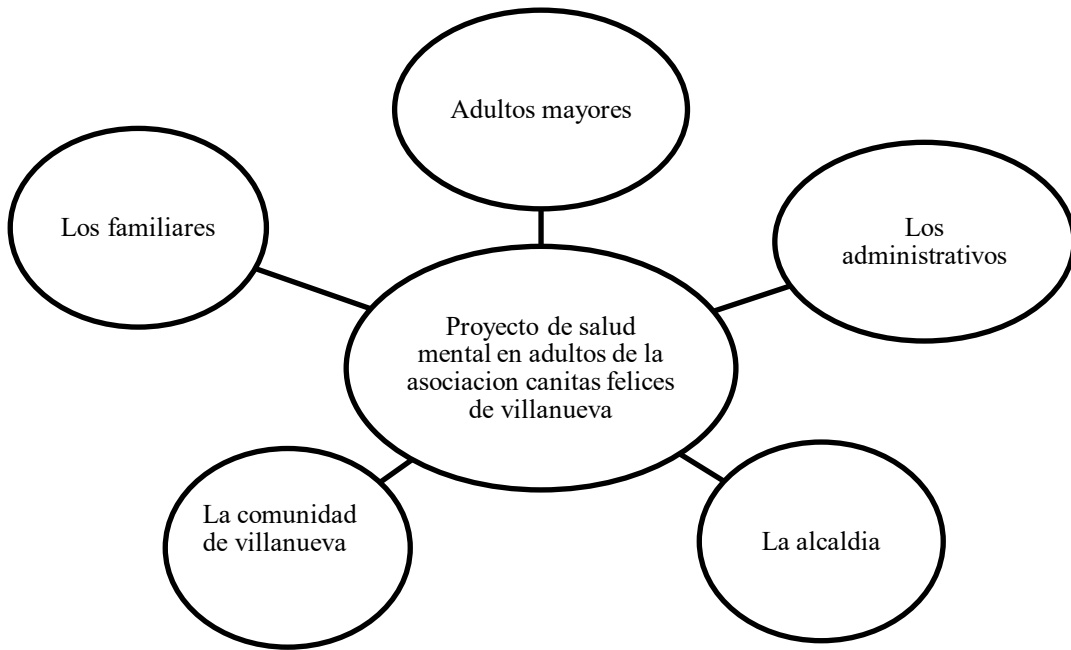 Adultos mayores
Los familiares
Los
administrativos
Proyecto de salud
mental en adultos de la
asociacion canitas felices
de villanueva
La comunidad
de villanueva
La alcaldia